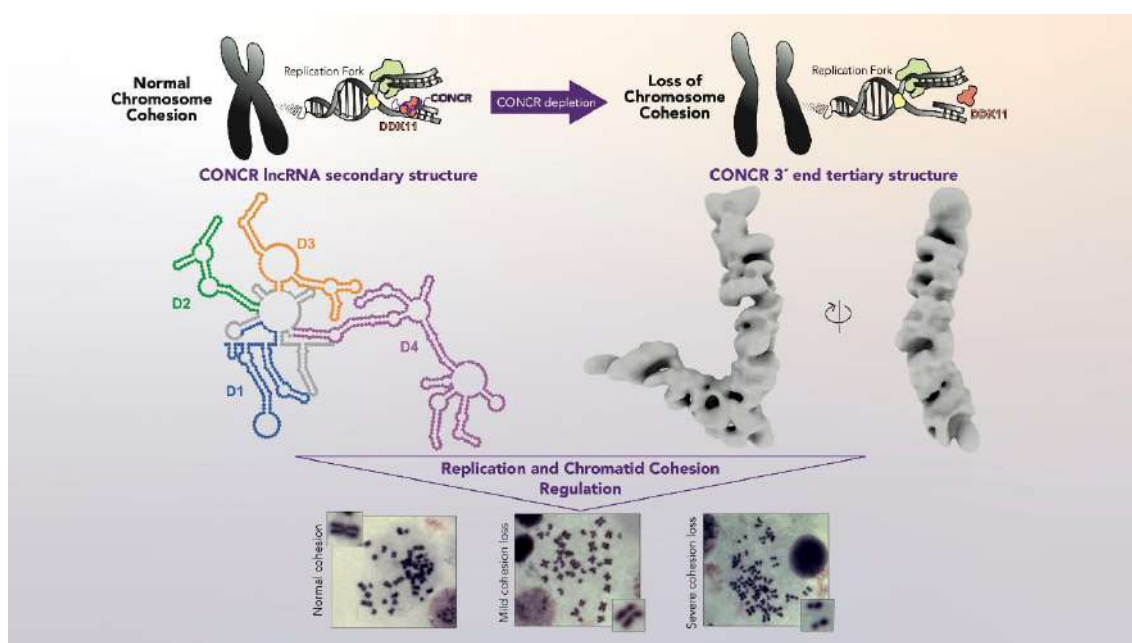 Normal
Chromosome
Cohesion
Replication Fork
CONCR
DDX11
CONCR depletion
Loss of
Chromosome
Cohesion
Replication Fork
DDX11
CONCR lncRNA secondary structure
CONCR 3´ end tertiary structure
D3
D2
D4
D1
Replication and Chromatid Cohesion
Regulation
Normal cohesion
Mild cohesion loss
Severe cohesion loss